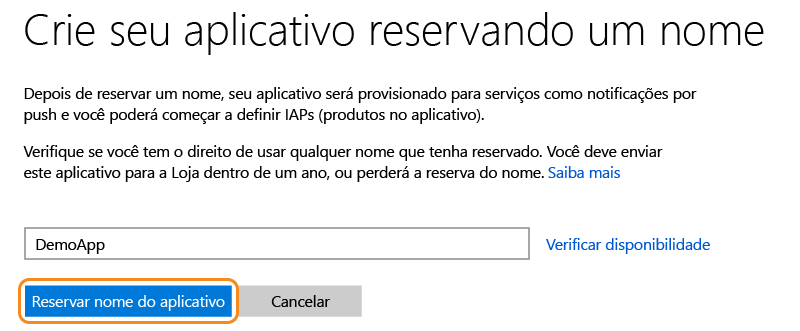 Crie seu aplicativo reservando um nome
Depois de reservar um nome, seu aplicativo será provisionado para serviços como notificações por
push e você poderá começar a definir IAPs (produtos no aplicativo).
Verifique se você tem o direito de usar qualquer nome que tenha reservado. Você deve enviar
este aplicativo para a Loja dentro de um ano, ou perderá a reserva do nome. Saiba mais
DemoApp Verificar disponibilidade
Reservar nome do aplicativo Cancelar